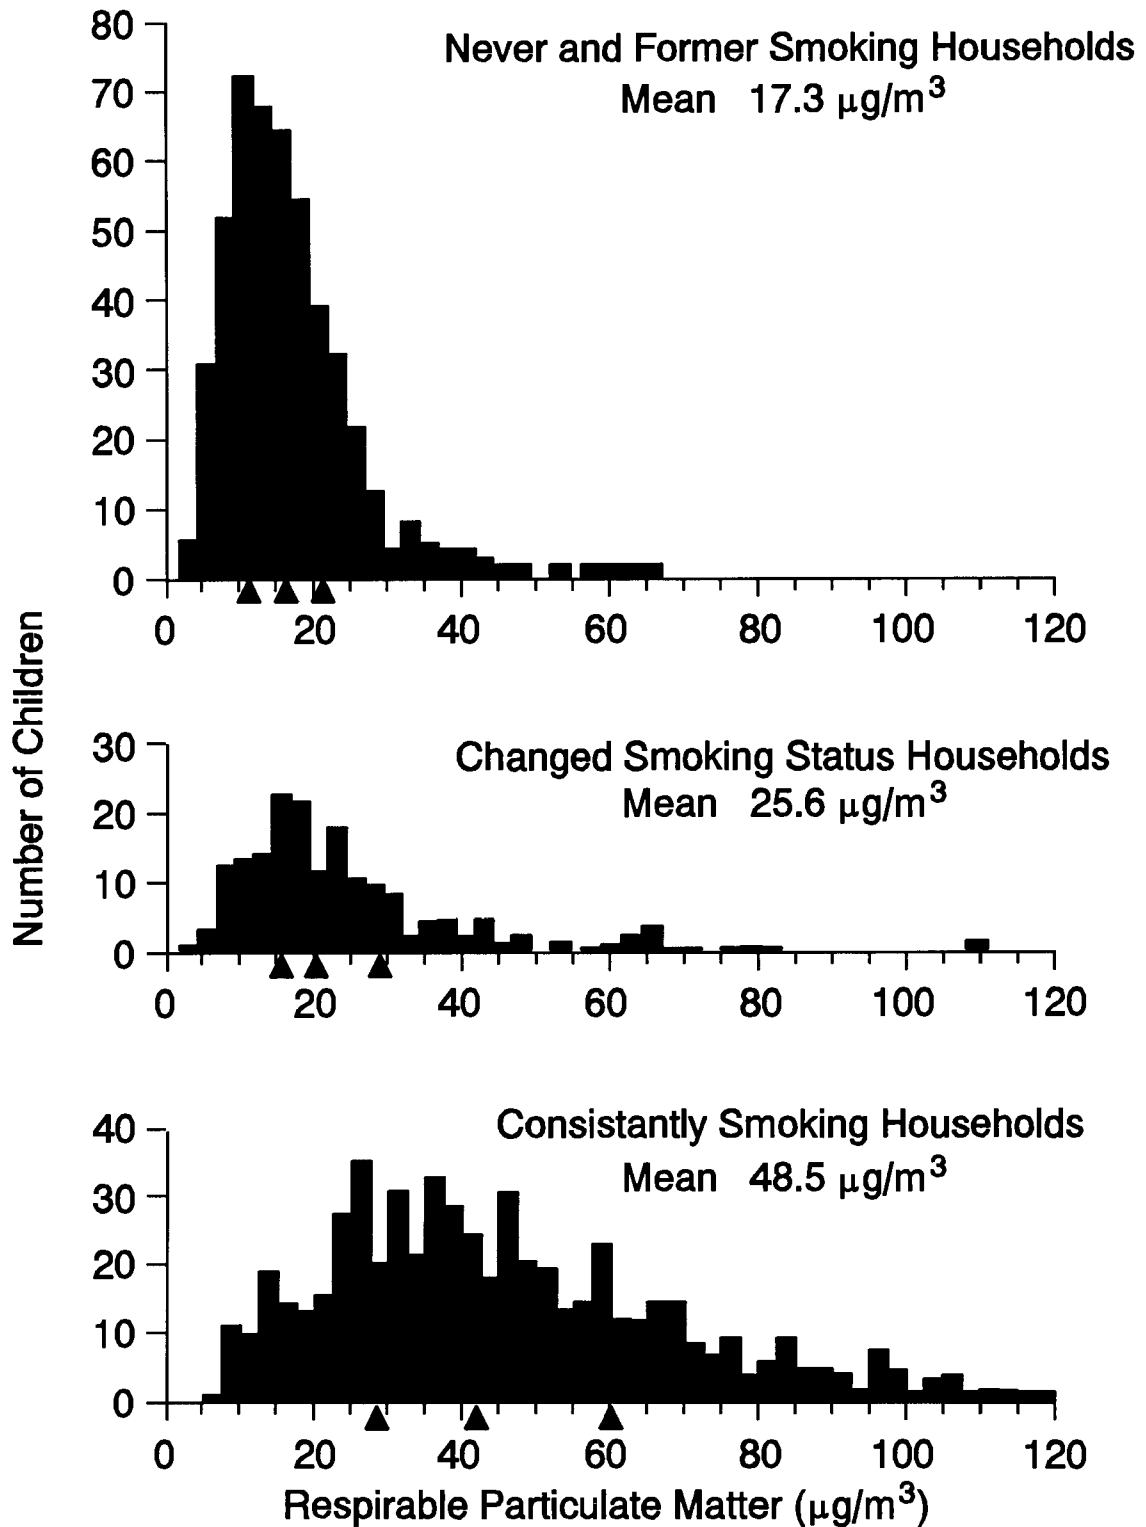 Number of Children
80
70
60
50
40
30
20
10
0
Never and Former Smoking Households
Mean 17.3 μg/m³
0 20 40 60 80 100 120
30
20
10
0
Changed Smoking Status Households
Mean 25.6 μg/m³
0 20 40 60 80 100 120
40
30
20
10
0
Consistantly Smoking Households
Mean 48.5 μg/m³
0 20 40 60 80 100 120
Respirable Particulate Matter (μg/m³)